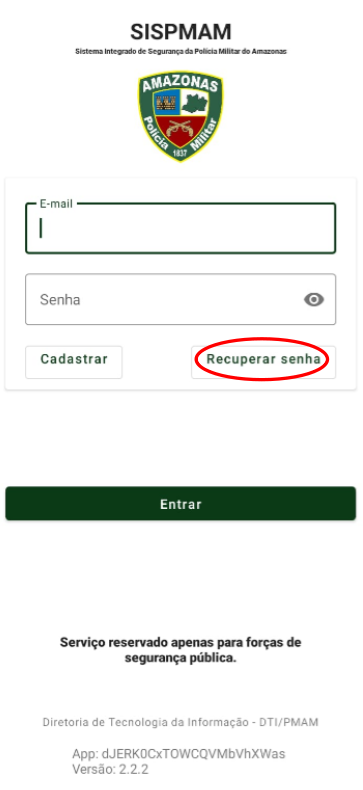 SISPMAM
Sistema Integrado de Segurança da Polícia Militar do Amazonas
AMAZONAS
Polícia Militar
1837
E-mail
Senha
Cadastrar
Recuperar senha
Entrar
Serviço reservado apenas para forças de
segurança pública.
Diretoria de Tecnologia da Informação - DTI/PMAM
App: dJERK0CxTOWCQVMbVhXWas
Versão: 2.2.2